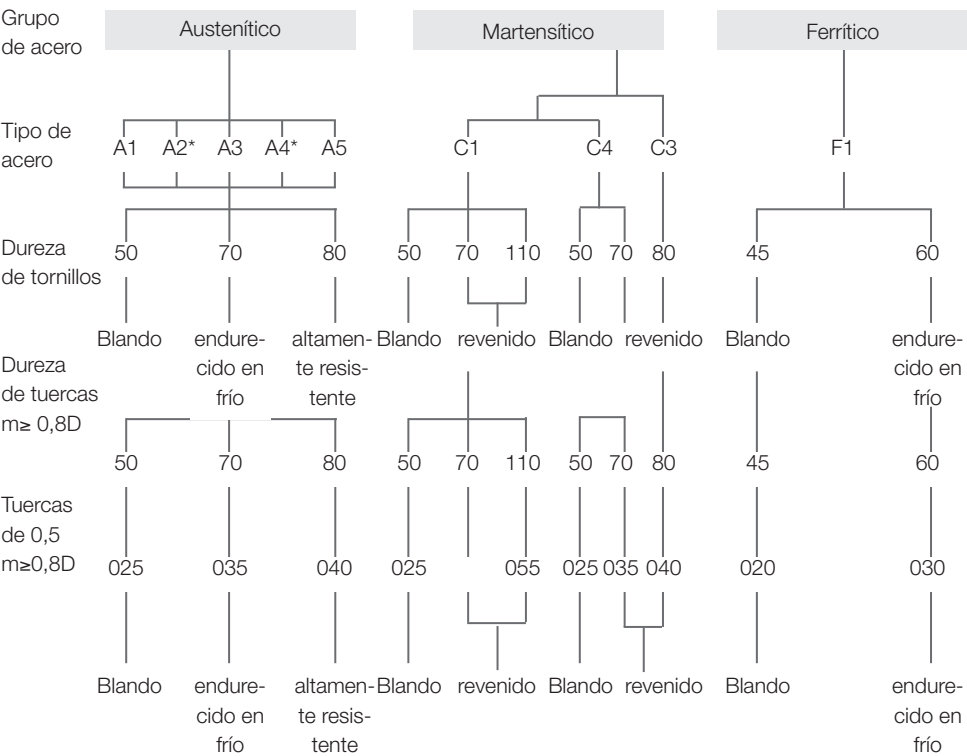 Grupo
de acero
Austenítico Martensítico Ferrítico
Tipo de
acero
A1 A2* A3 A4* A5 C1 C4 C3 F1
Dureza
de tornillos
50 70 80 50 70 110 50 70 80 45 60
Blando endure- altamen- Blando revenido Blando revenido Blando endure-
cido en te resis- cido en
frío tente frío
Dureza
de tuercas
m≥ 0,8D
50 70 80 50 70 110 50 70 80 45 60
Tuercas
de 0,5
m≥0,8D
025 035 040 025 055 025 035 040 020 030
Blando endure- altamen- Blando revenido Blando revenido Blando endure-
cido en te resis- cido en
frío tente frío